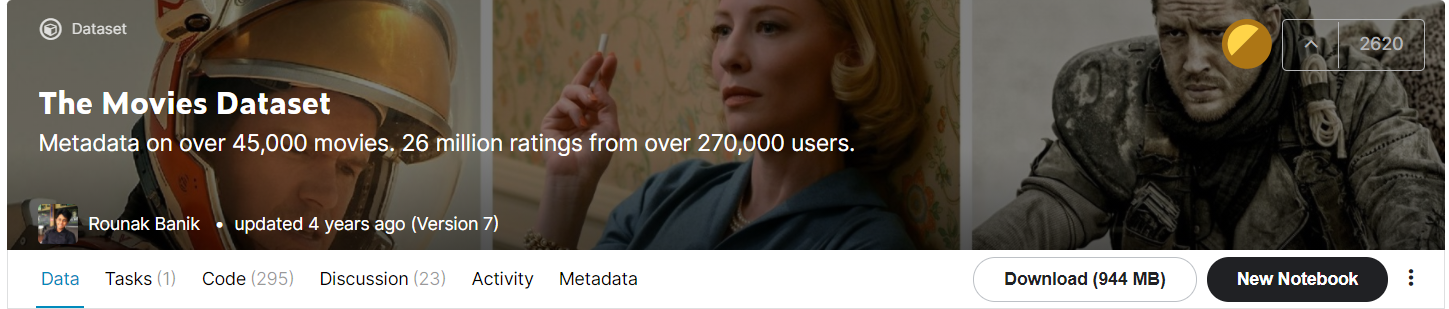 Dataset
2620
The Movies Dataset
Metadata on over 45,000 movies. 26 million ratings from over 270,000 users.
Rounak Banik • updated 4 years ago (Version 7)
Data Tasks (1) Code (295) Discussion (23) Activity Metadata Download (944 MB) New Notebook